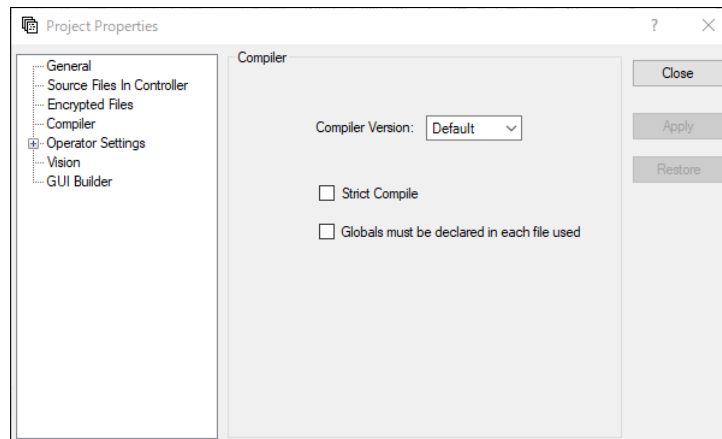 Project Properties
General
Source Files In Controller
Encrypted Files
Compiler
Operator Settings
Vision
GUI Builder
Compiler
Compiler Version: Default
Strict Compile
Globals must be declared in each file used
Close
Apply
Restore